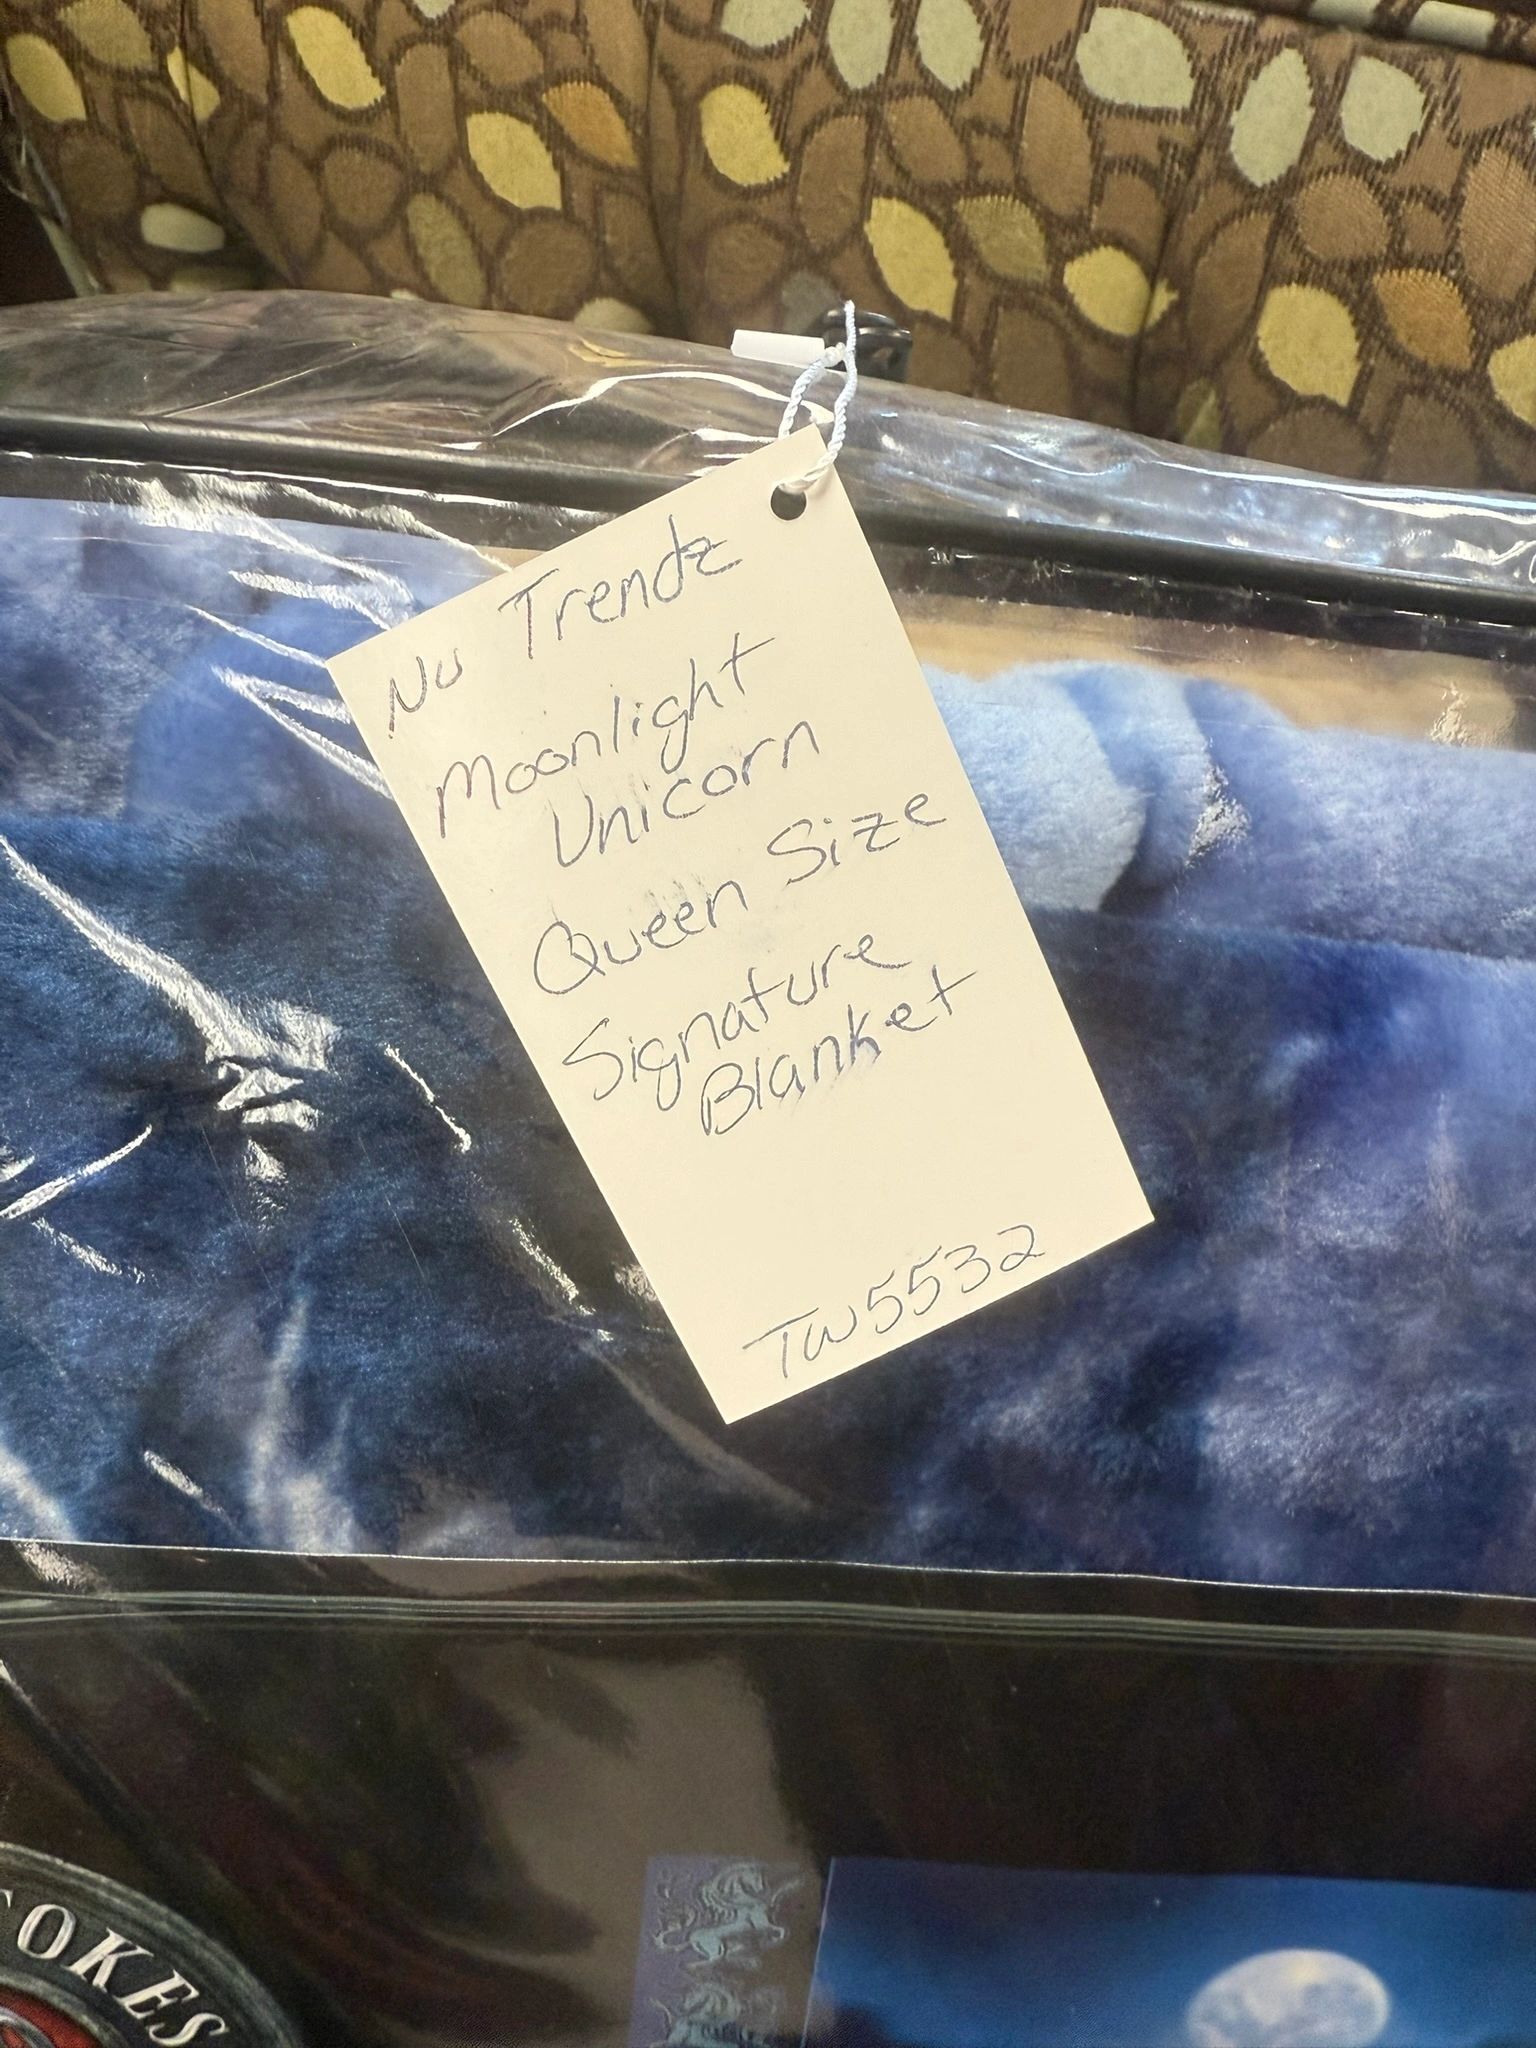 Nu Trendz
Moonlight
Unicorn
Queen Size
Signature
Blanket
TW5532
OKES